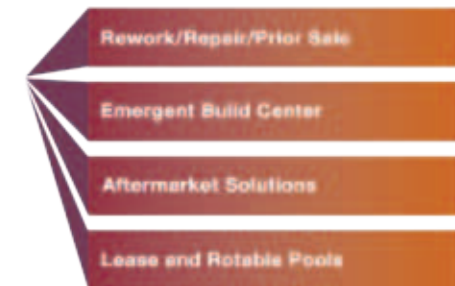 Rework/Repair/Prior Sale
Emergent Build Center
Aftermarket Solutions
Lease and Rotable Pools